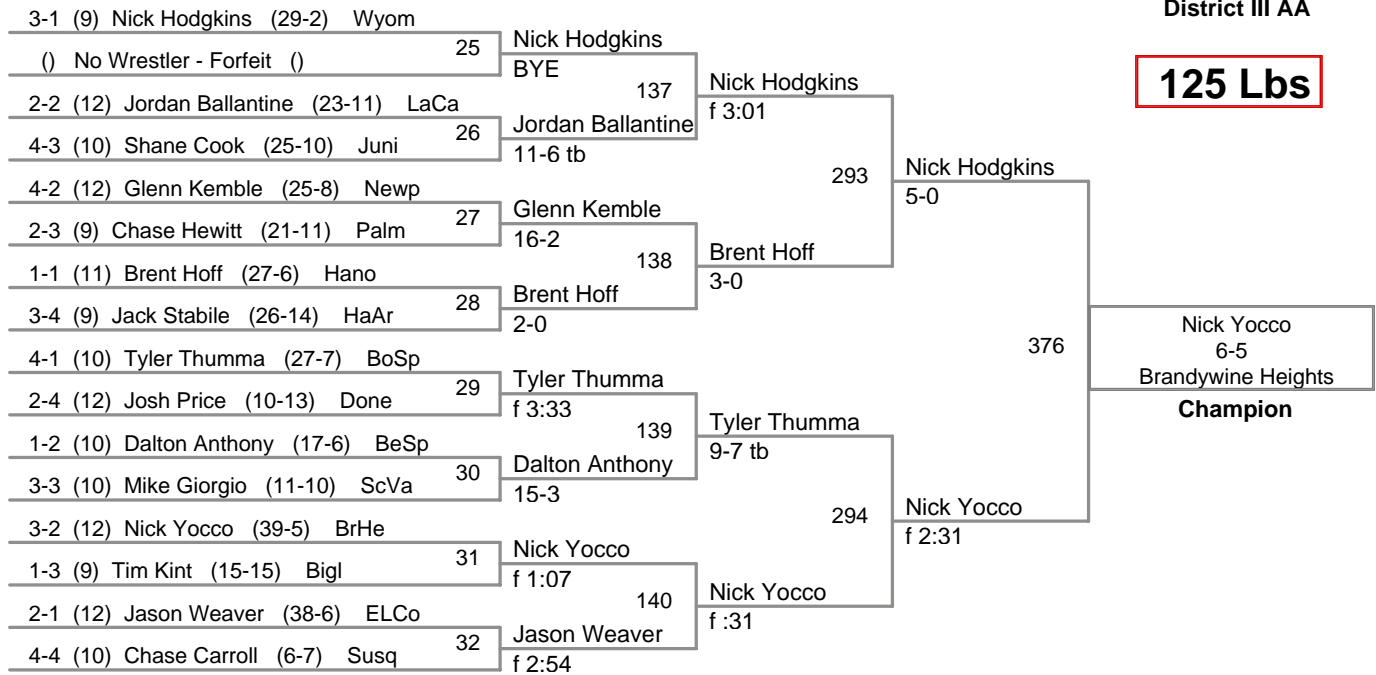 District III AA
125 Lbs
3-1 (9) Nick Hodgkins (29-2) Wyom
() No Wrestler - Forfeit ()
2-2 (12) Jordan Ballantine (23-11) LaCa
4-3 (10) Shane Cook (25-10) Juni
4-2 (12) Glenn Kemble (25-8) Newp
2-3 (9) Chase Hewitt (21-11) Palm
1-1 (11) Brent Hoff (27-6) Hano
3-4 (9) Jack Stabile (26-14) HaAr
4-1 (10) Tyler Thumma (27-7) BoSp
2-4 (12) Josh Price (10-13) Done
1-2 (10) Dalton Anthony (17-6) BeSp
3-3 (10) Mike Giorgio (11-10) ScVa
3-2 (12) Nick Yocco (39-5) BrHe
1-3 (9) Tim Kint (15-15) Bigl
2-1 (12) Jason Weaver (38-6) ELCo
4-4 (10) Chase Carroll (6-7) Susq
25
Nick Hodgkins
BYE
26
Jordan Ballantine
11-6 tb
27
Glenn Kemble
16-2
28
Brent Hoff
2-0
29
Tyler Thumma
f 3:33
30
Dalton Anthony
15-3
31
Nick Yocco
f 1:07
32
Jason Weaver
f 2:54
137
Nick Hodgkins
f 3:01
138
Brent Hoff
3-0
139
Tyler Thumma
9-7 tb
140
Nick Yocco
f :31
293
Nick Hodgkins
5-0
294
Nick Yocco
f 2:31
376
Nick Yocco
6-5
Brandywine Heights
Champion